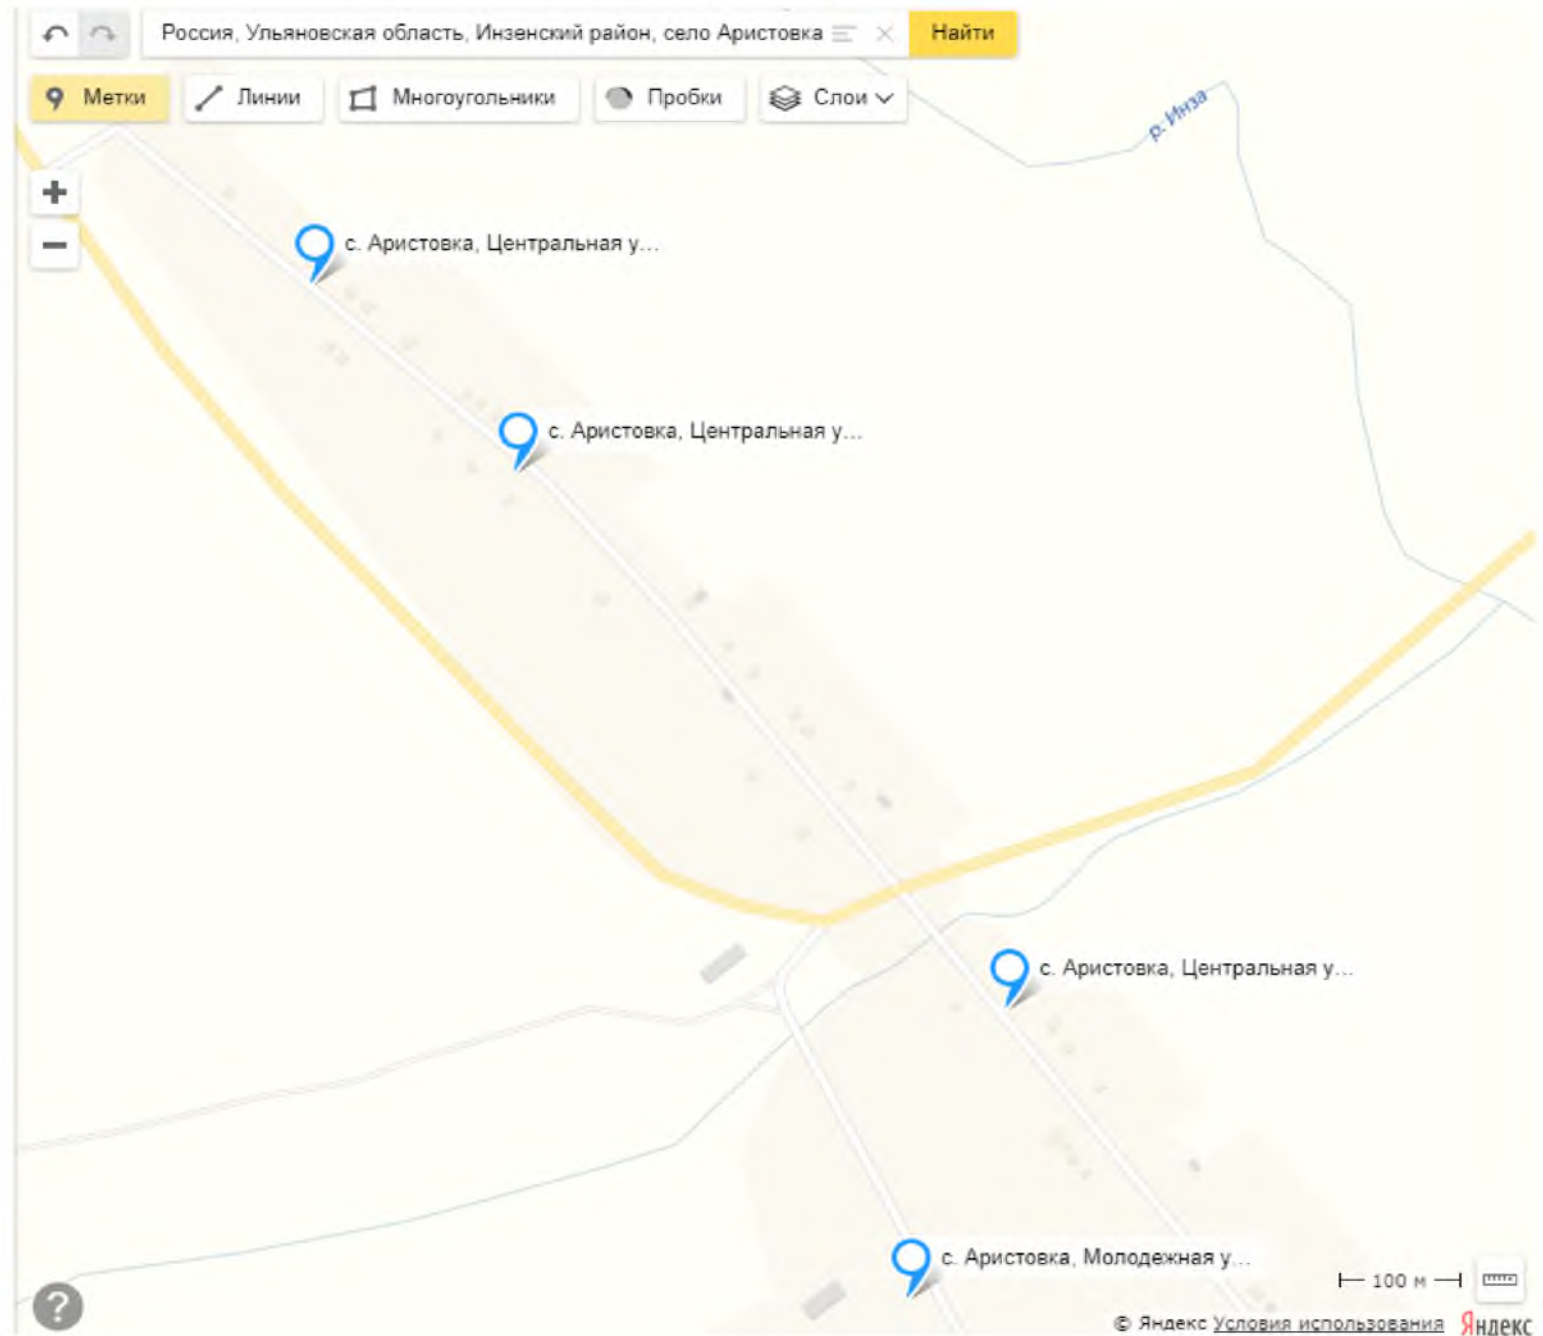 Россия, Ульяновская область, Инзенский район, село Аристовка
Найти
Метки
Линии
Многоугольники
Пробки
Слои
р. Инза
с. Аристовка, Центральная у...
с. Аристовка, Центральная у...
с. Аристовка, Центральная у...
с. Аристовка, Молодежная у...
100 м
?
© Яндекс Условия использования Яндекс